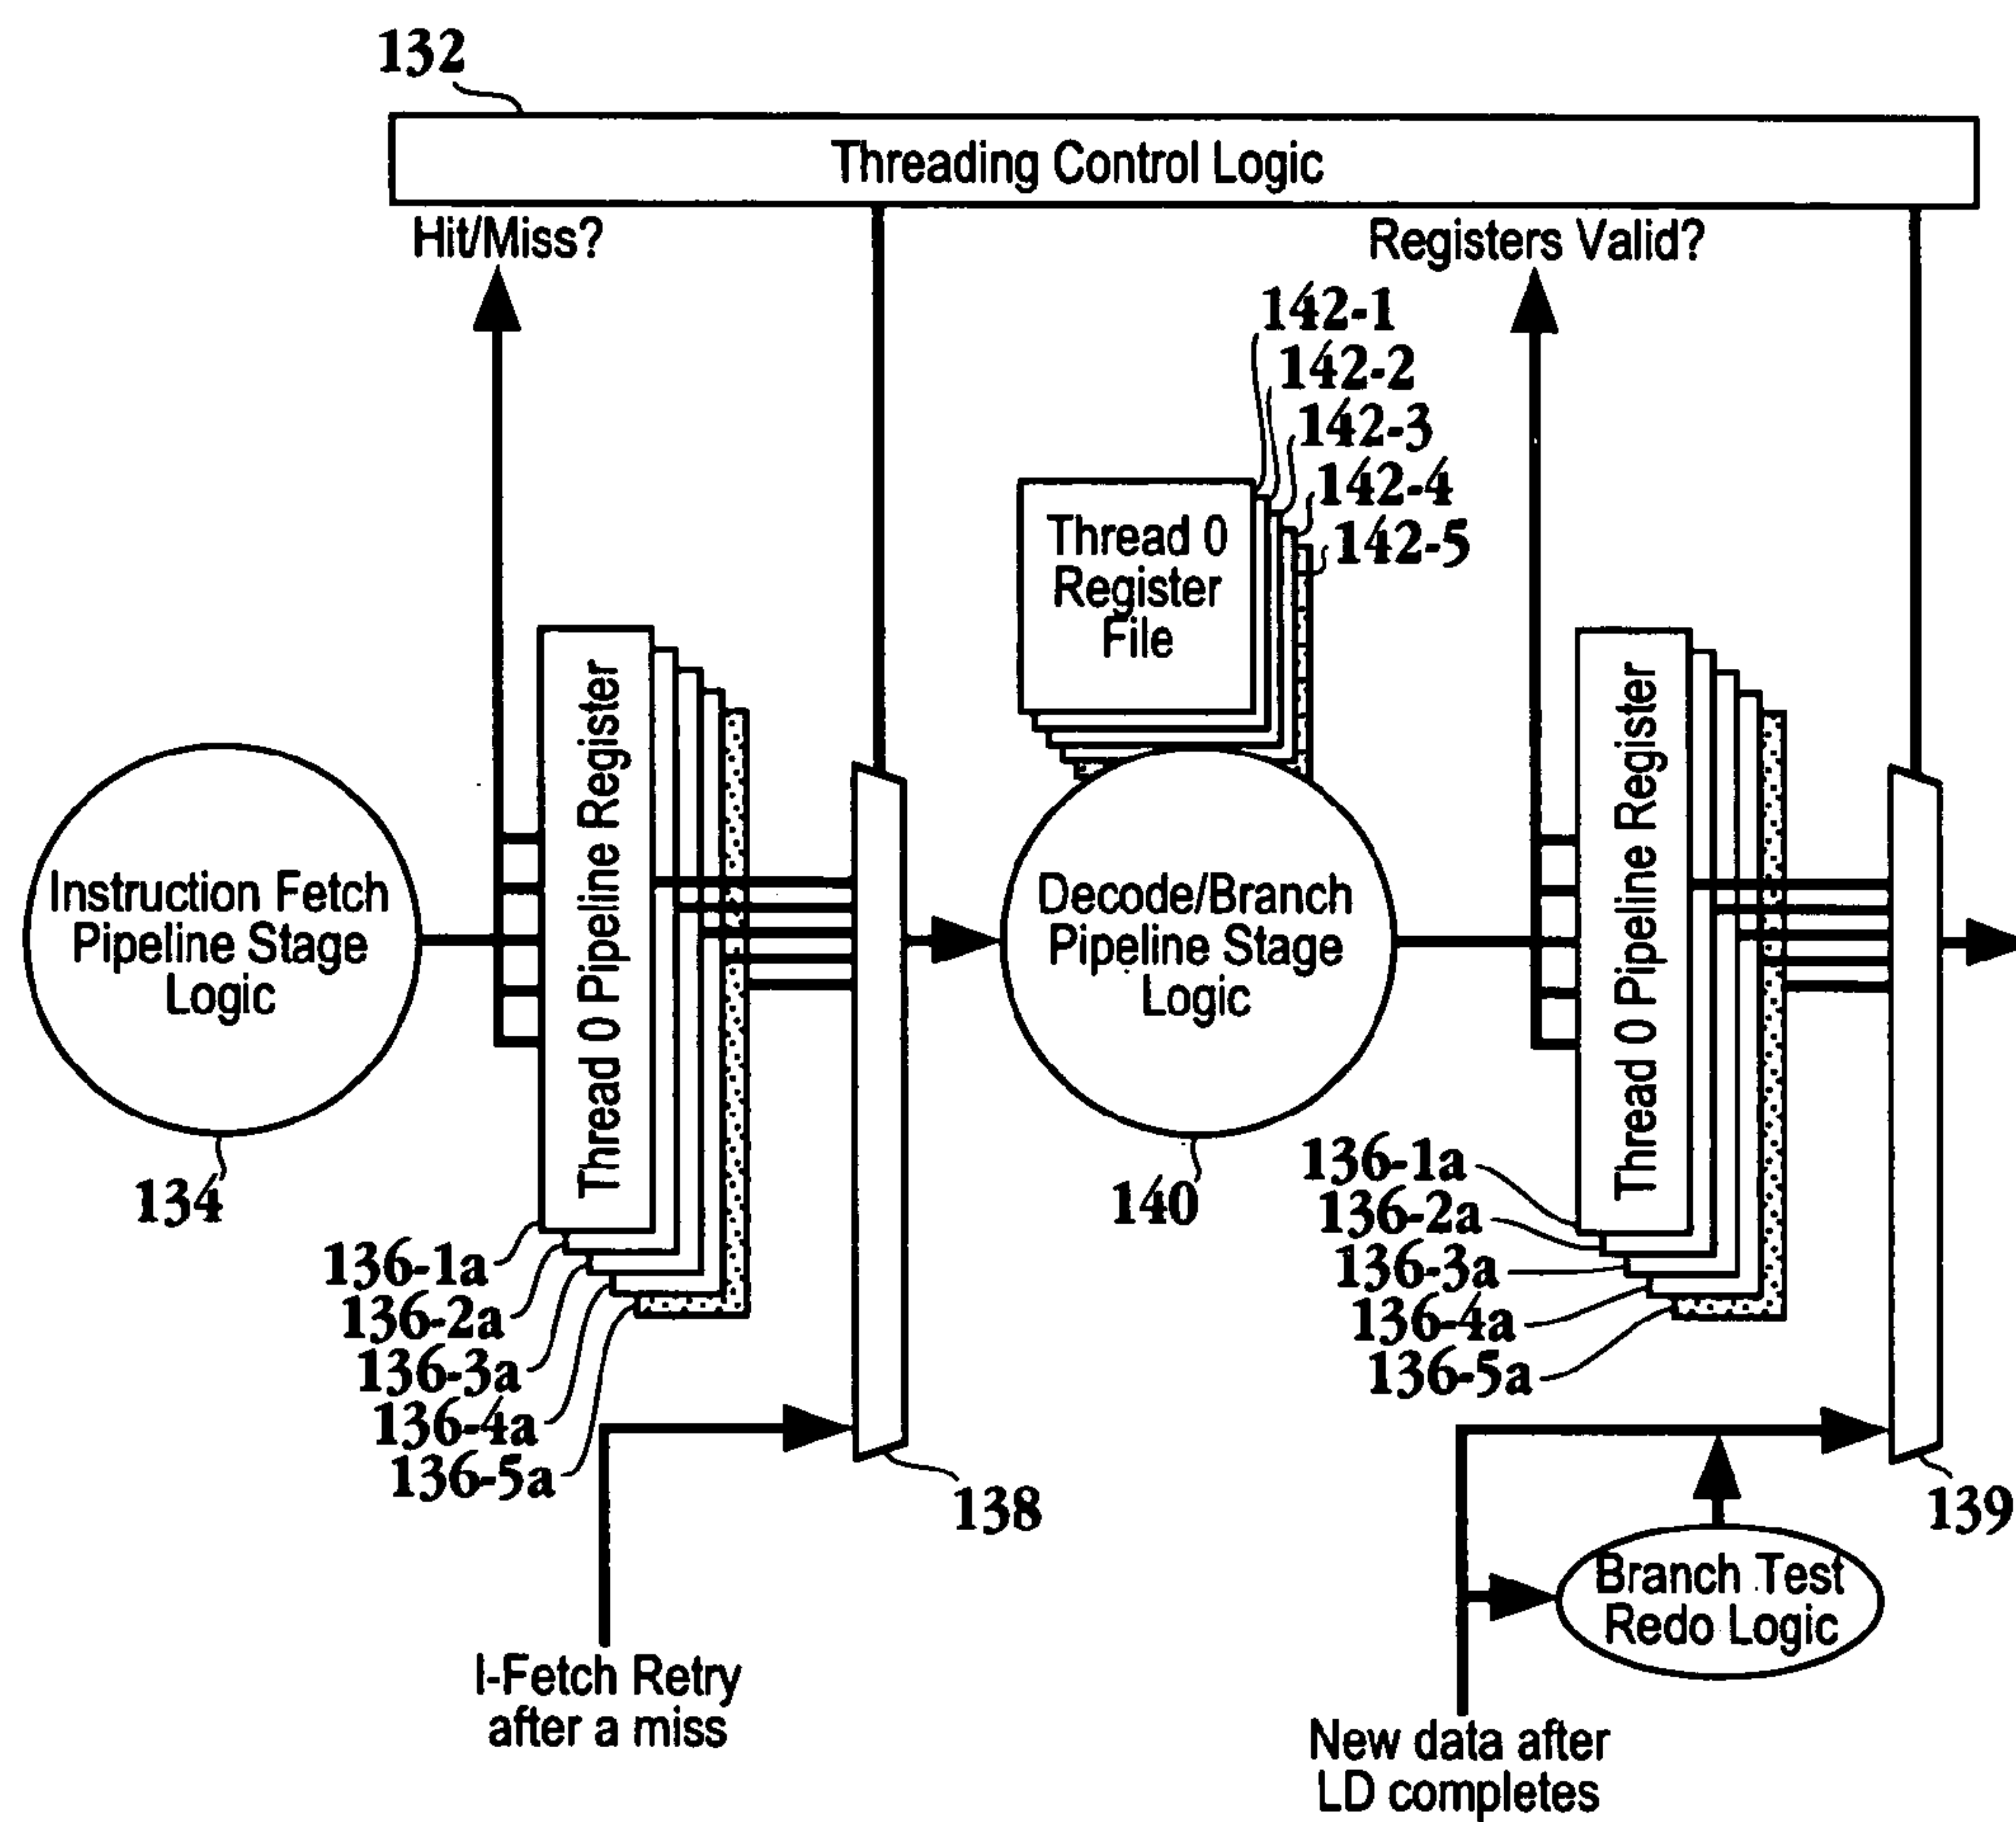 132
Threading Control Logic
Hit/Miss?
Registers Valid?
142-1
142-2
142-3
142-4
142-5
Thread 0
Register
File
Thread 0 Pipeline Register
Thread 0 Pipeline Register
Instruction Fetch
Pipeline Stage
Logic
Decode/Branch
Pipeline Stage
Logic
134
140
136-1a
136-2a
136-3a
136-4a
136-5a
136-1a
136-2a
136-3a
136-4a
136-5a
138
139
Branch Test
Redo Logic
I-Fetch Retry
after a miss
New data after
LD completes